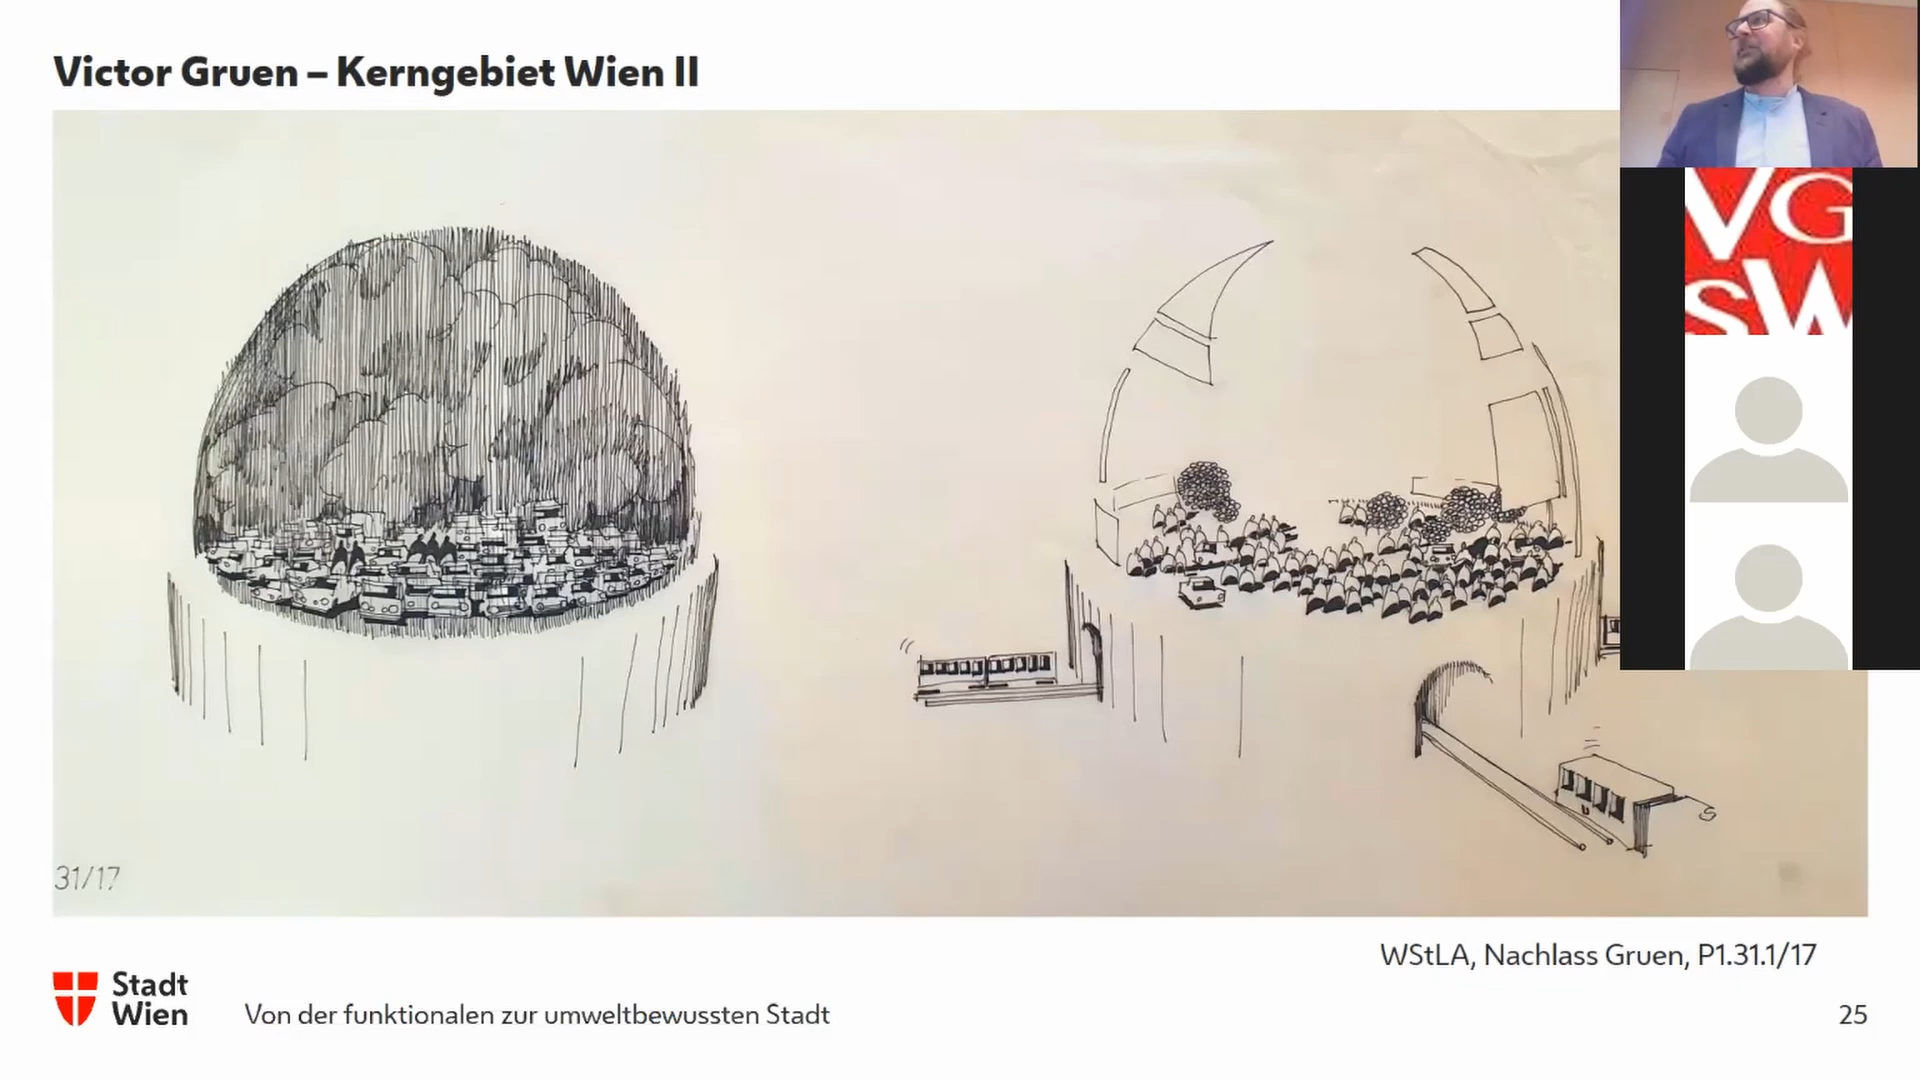 Victor Gruen – Kerngebiet Wien II
VG
SW
31/17
WStLA, Nachlass Gruen, P1.31.1/17
Stadt
Wien
Von der funktionalen zur umweltbewussten Stadt
25